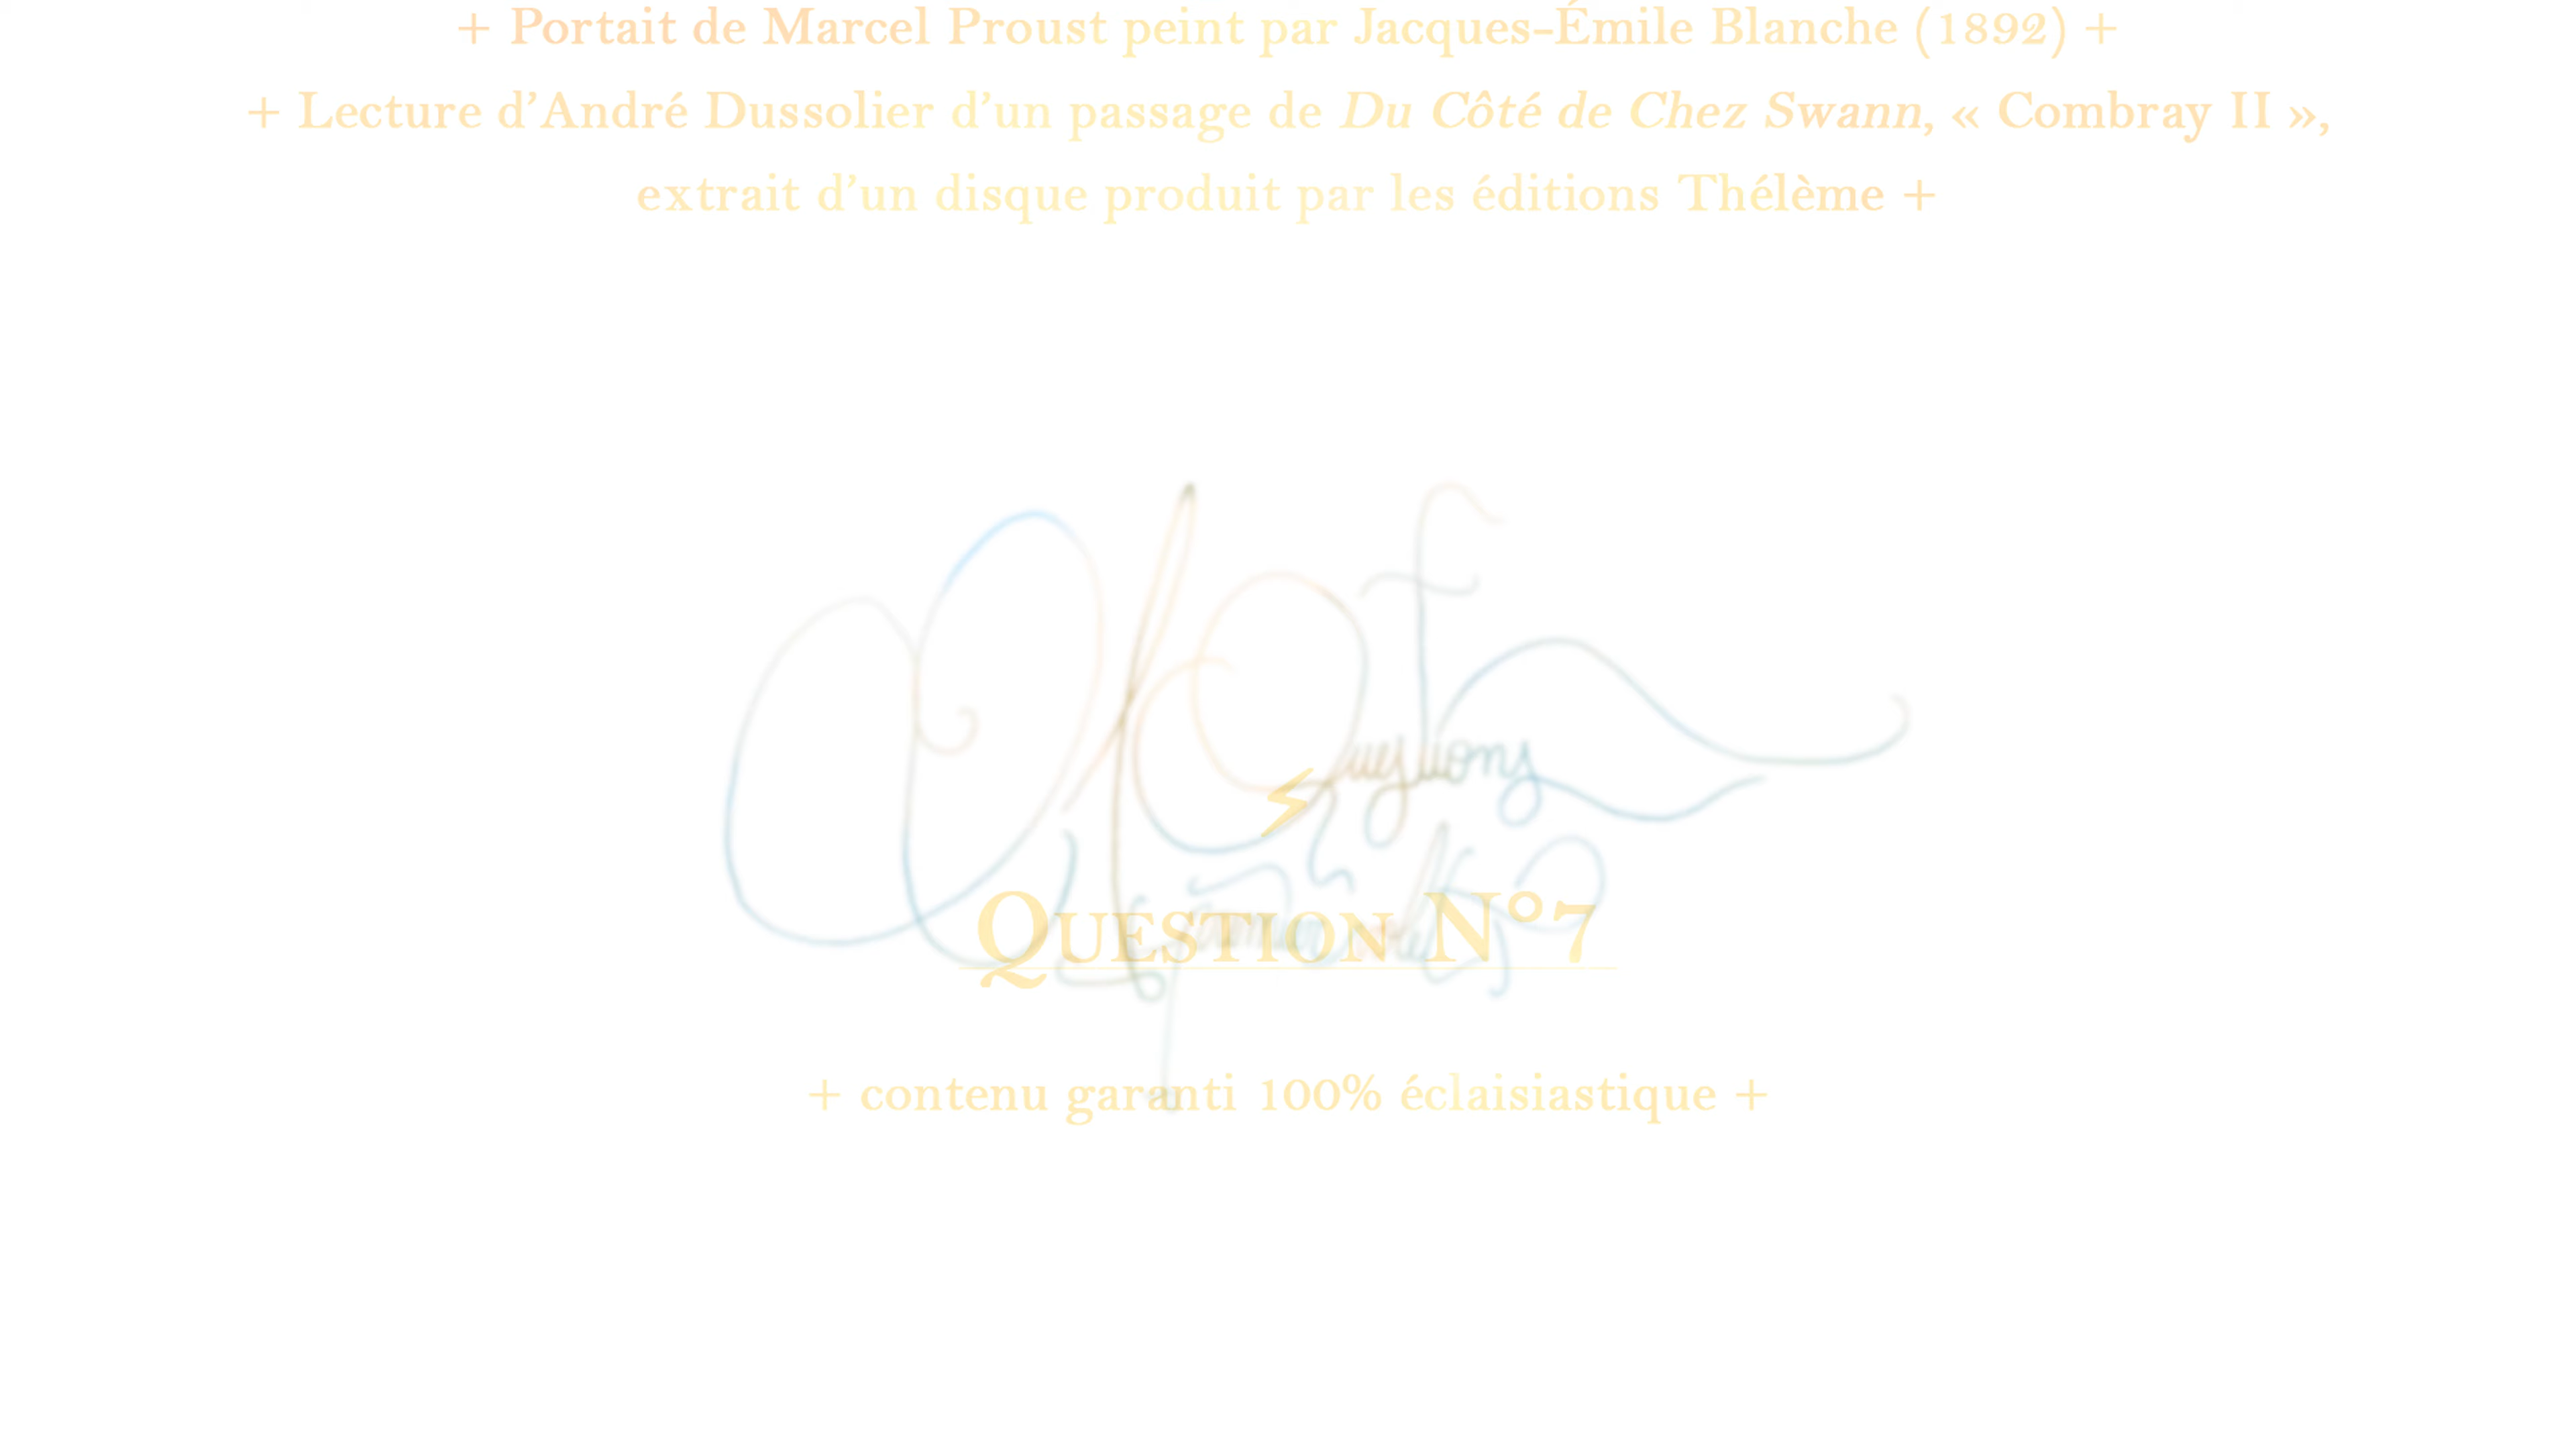 + Portait de Marcel Proust peint par Jacques-Émile Blanche (1892) +
+ Lecture d’André Dussolier d’un passage de Du Côté de Chez Swann, « Combray II »,
extrait d’un disque produit par les éditions Thélème +
Questions
Question N°7
+ contenu garanti 100% éclaisiastique +